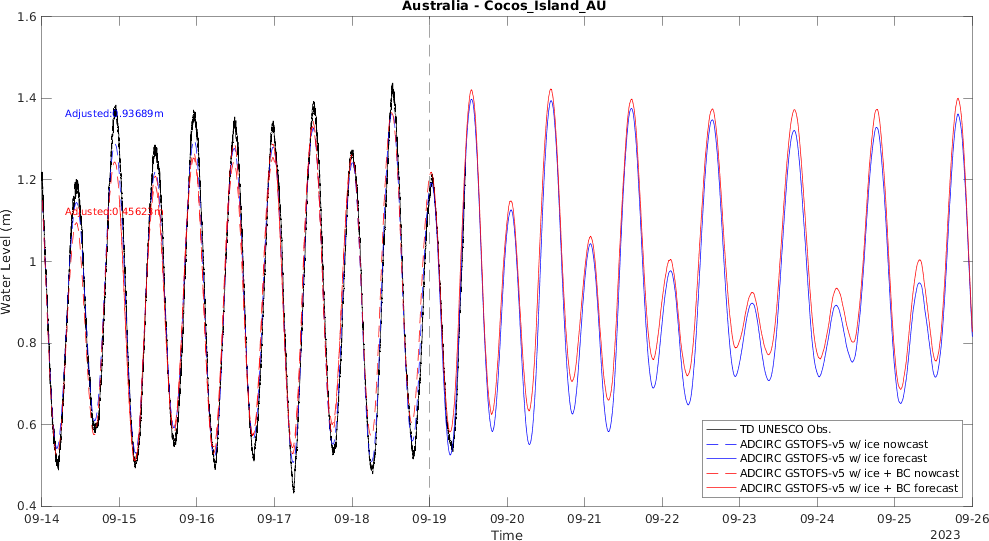 Australia - Cocos_Island_AU
1.6
1.4
1.2
1
0.8
0.6
0.4
Water Level (m)
Adjusted:0.93689m
Adjusted:0.45623m
TD UNESCO Obs.
ADCIRC GSTOFS-v5 w/ ice nowcast
ADCIRC GSTOFS-v5 w/ ice forecast
ADCIRC GSTOFS-v5 w/ ice + BC nowcast
ADCIRC GSTOFS-v5 w/ ice + BC forecast
09-14 09-15 09-16 09-17 09-18 09-19 09-20 09-21 09-22 09-23 09-24 09-25 09-26
Time
2023